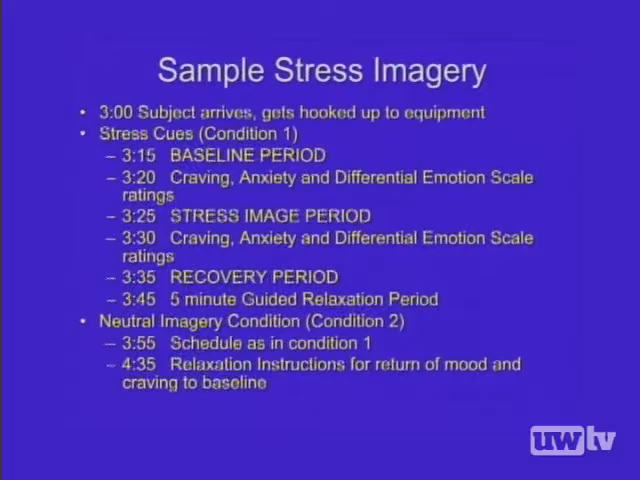 Sample Stress Imagery
• 3:00 Subject arrives, gets hooked up to equipment
• Stress Cues (Condition 1)
– 3:15 BASELINE PERIOD
– 3:20 Craving, Anxiety and Differential Emotion Scale
ratings
– 3:25 STRESS IMAGE PERIOD
– 3:30 Craving, Anxiety and Differential Emotion Scale
ratings
– 3:35 RECOVERY PERIOD
– 3:45 5 minute Guided Relaxation Period
• Neutral Imagery Condition (Condition 2)
– 3:55 Schedule as in condition 1
– 4:35 Relaxation Instructions for return of mood and
craving to baseline
uwtv